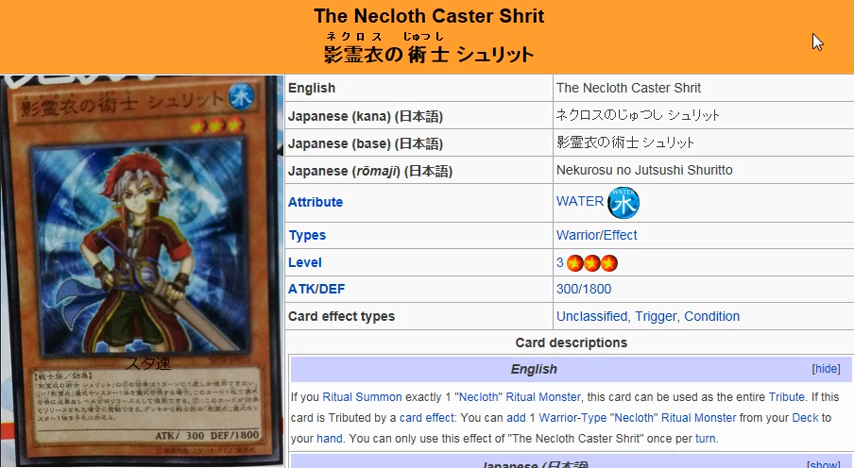 The Necloth Caster Shrit
ネクロス じゅつし
影霊衣の術士 シュリット
影霊衣の術士 シュリット 水
スタ速
【戦士族/効果】
ATK/ 300 DEF/1800
English The Necloth Caster Shrit
Japanese (kana) (日本語) ネクロスのじゅつし シュリット
Japanese (base) (日本語) 影霊衣の術士 シュリット
Japanese (rōmaji) (日本語) Nekurosu no Jutsushi Shuritto
Attribute WATER WATER 水
Types Warrior/Effect
Level 3
ATK/DEF 300/1800
Card effect types Unclassified, Trigger, Condition
Card descriptions
English [hide]
If you Ritual Summon exactly 1 "Necloth" Ritual Monster, this card can be used as the entire Tribute. If this
card is Tributed by a card effect: You can add 1 Warrior-Type "Necloth" Ritual Monster from your Deck to
your hand. You can only use this effect of "The Necloth Caster Shrit" once per turn.
Japanese (日本語) [show]